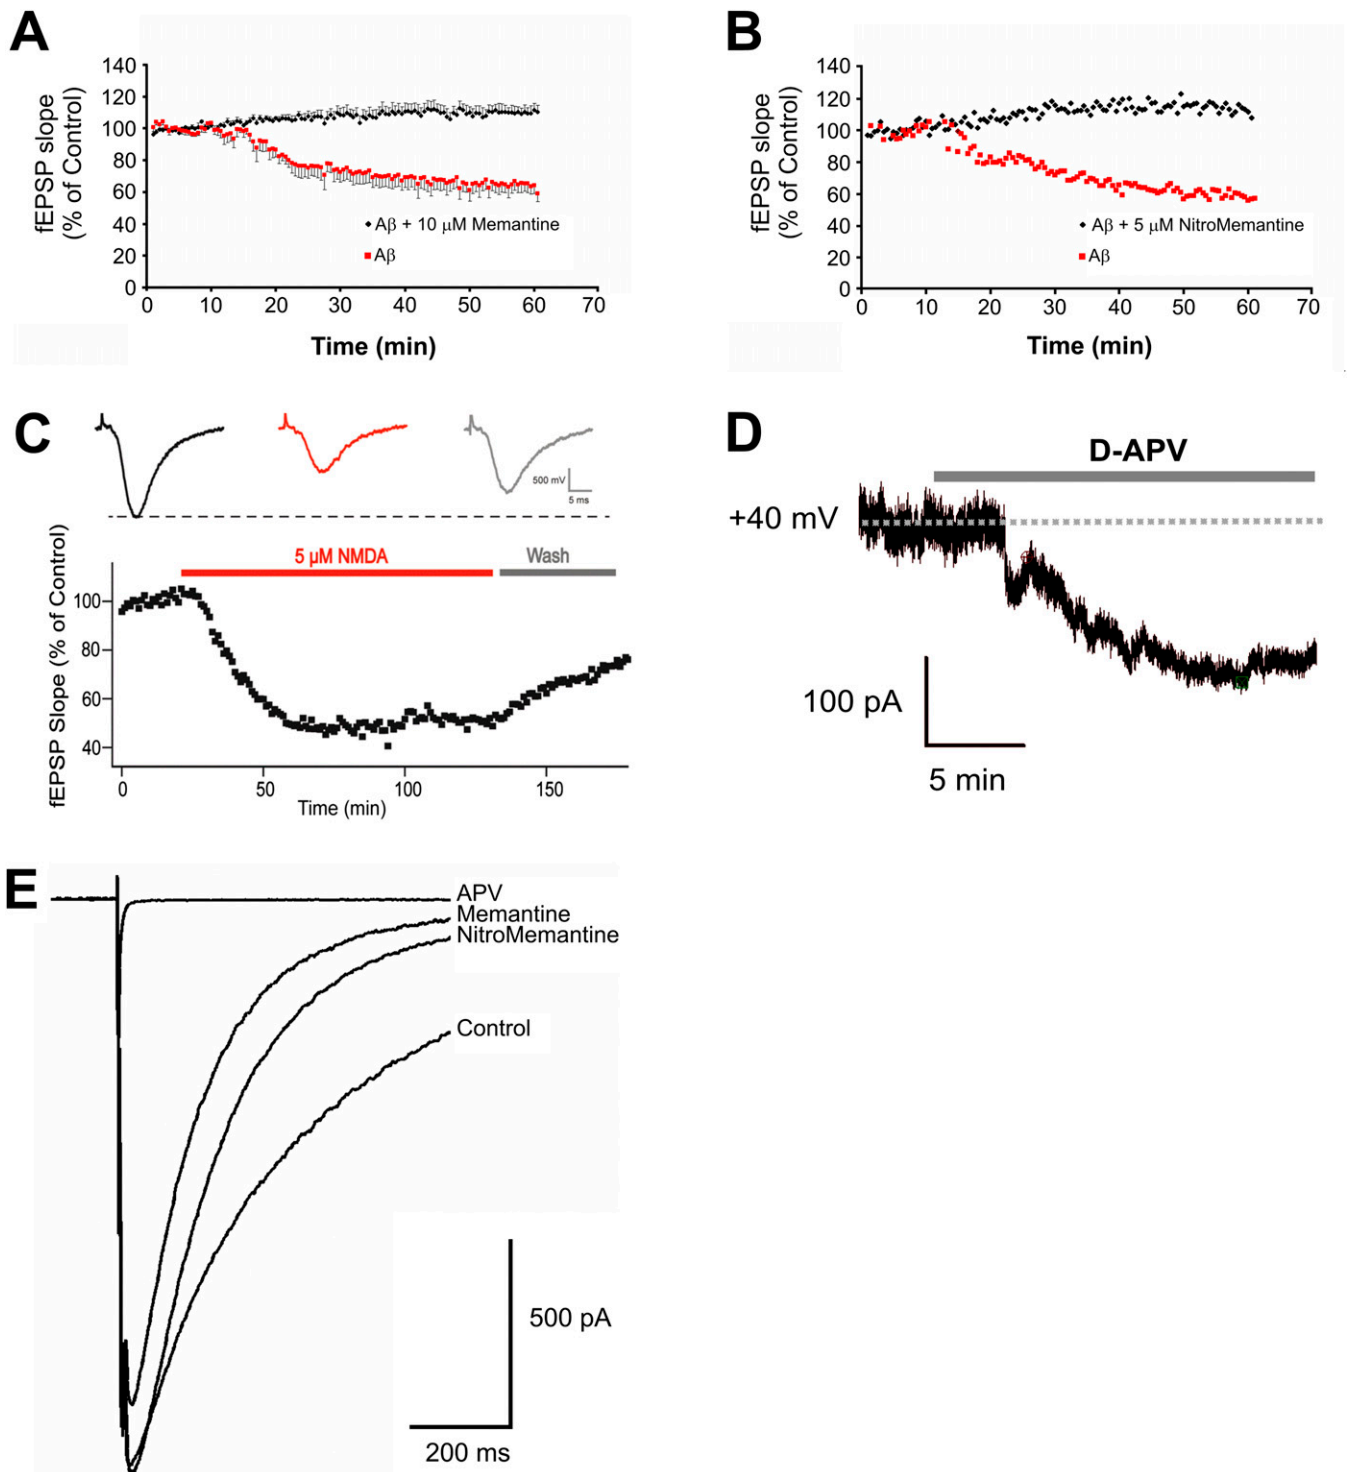 A
fEPSP slope
(% of Control)
140
120
100
80
60
40
20
0
0 10 20 30 40 50 60 70
Aβ + 10 μM Memantine
Aβ
Time (min)
B
fEPSP slope
(% of Control)
140
120
100
80
60
40
20
0
0 10 20 30 40 50 60 70
Aβ + 5 μM NitroMemantine
Aβ
Time (min)
C
500 mV
5 ms
5 μM NMDA
Wash
fEPSP Slope (% of Control)
100
80
60
40
0 50 100 150
Time (min)
D
D-APV
+40 mV
100 pA
5 min
E
APV
Memantine
NitroMemantine
Control
500 pA
200 ms